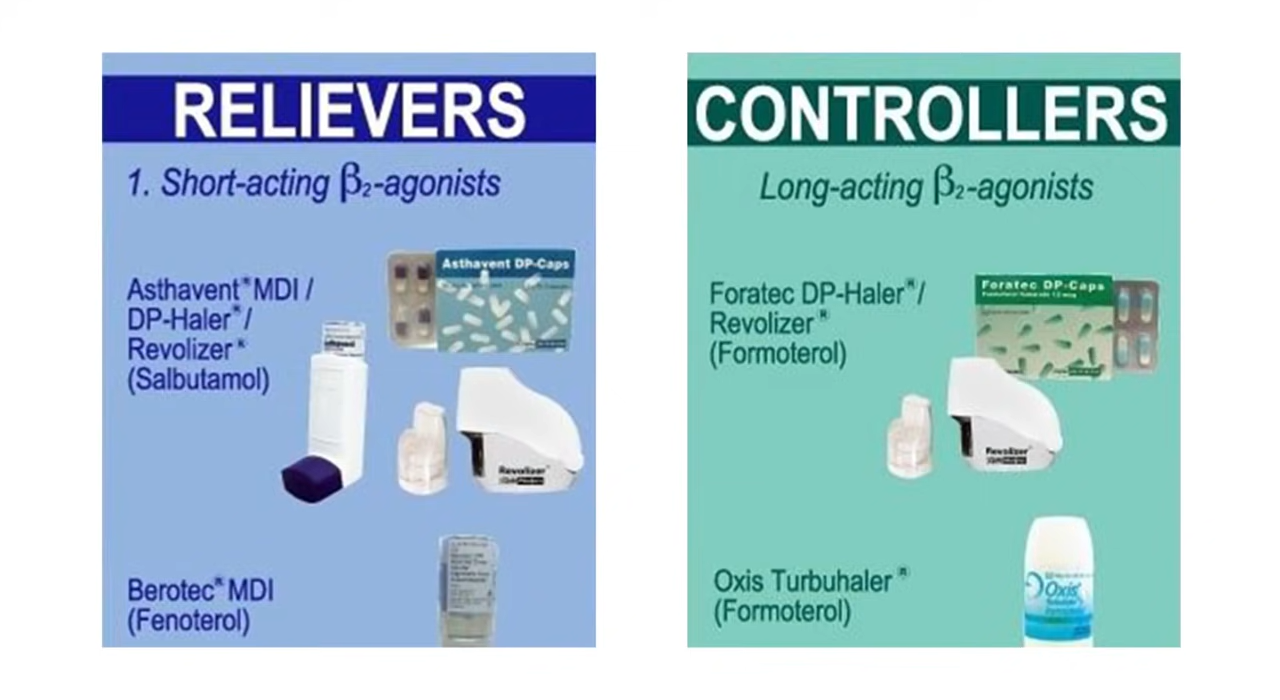 RELIEVERS
1. Short-acting β₂-agonists
Asthavent® MDI /
DP-Haler® /
Revolizer®
(Salbutamol)
Asthavent DP-Caps
Revolizer
Berotec® MDI
(Fenoterol)
CONTROLLERS
Long-acting β₂-agonists
Foratec DP-Haler® /
Revolizer®
(Formoterol)
Foratec DP-Caps
Revolizer
Oxis Turbuhaler®
(Formoterol)
Oxis
Turbuhaler